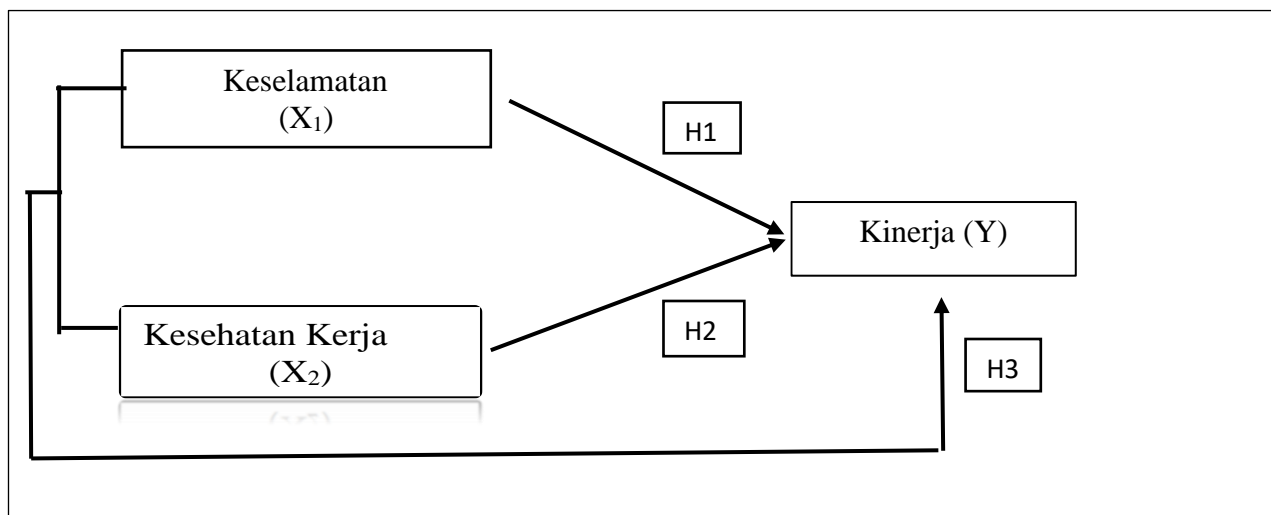 Keselamatan
(X₁)
H1
Kinerja (Y)
Kesehatan Kerja
(X₂)
H2
H3